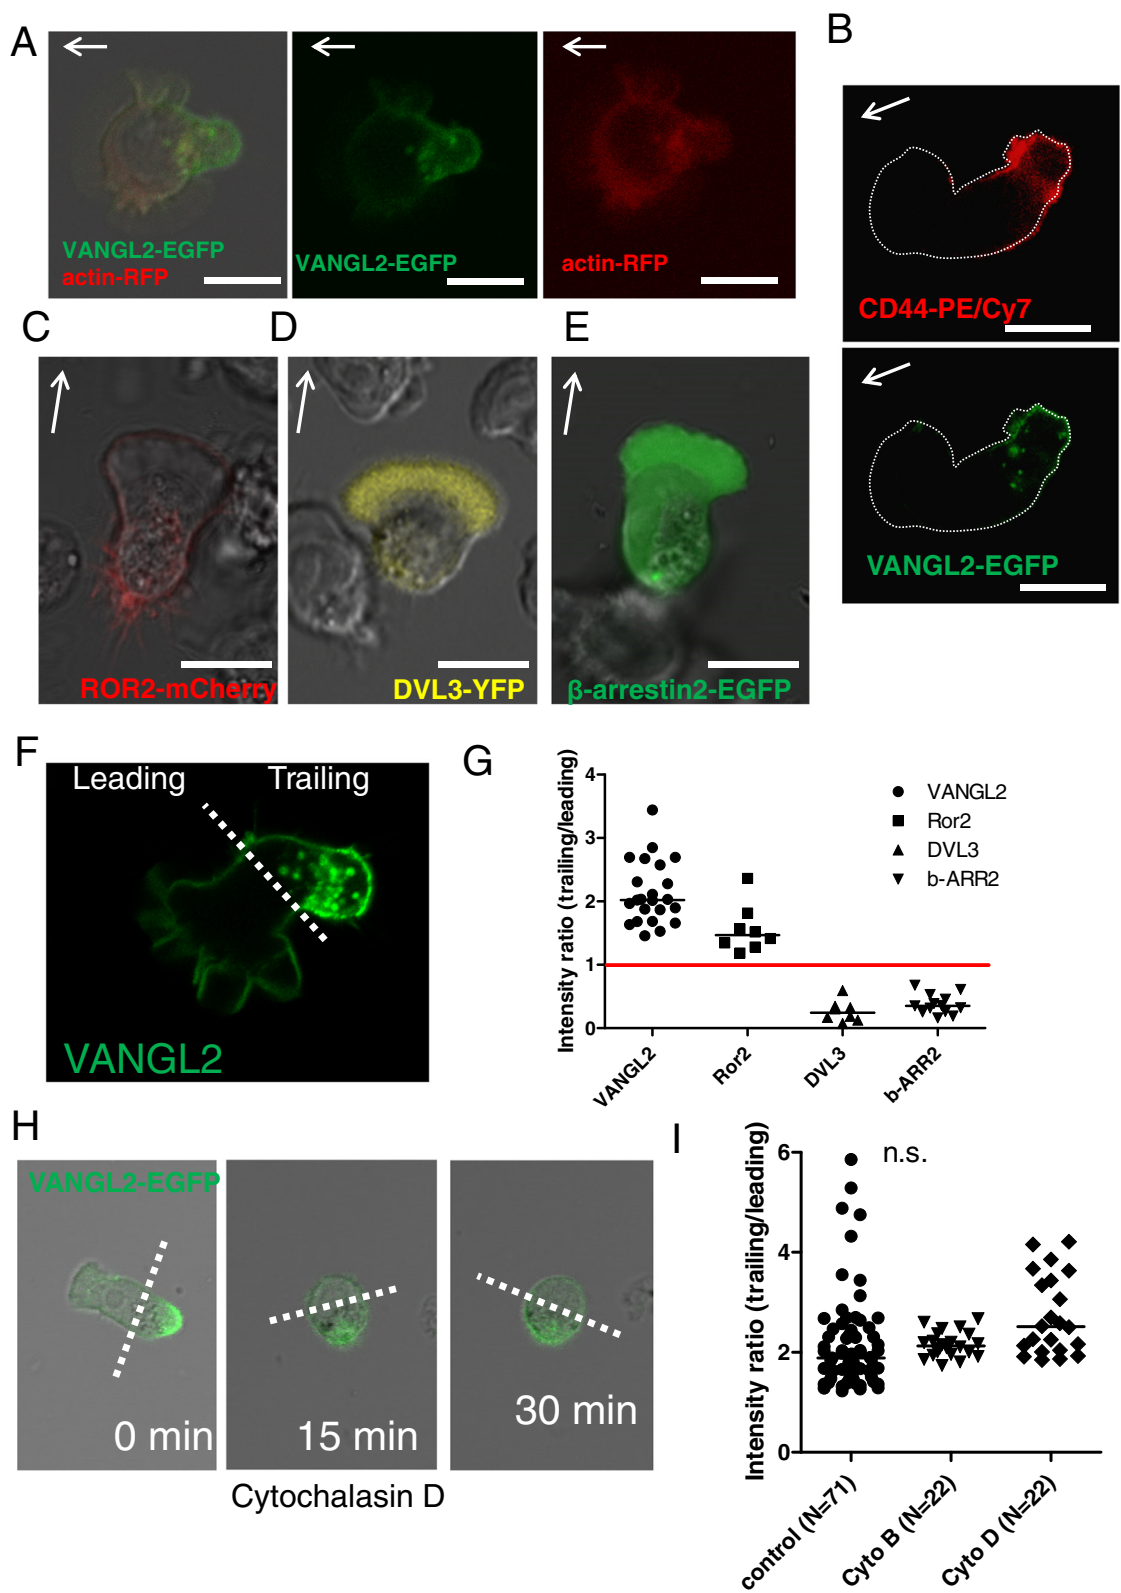 A
B
VANGL2-EGFP
actin-RFP
VANGL2-EGFP
actin-RFP
CD44-PE/Cy7
VANGL2-EGFP
C
D
E
ROR2-mCherry
DVL3-YFP
β-arrestin2-EGFP
F
Leading
Trailing
VANGL2
G
Intensity ratio (trailing/leading)
4
3
2
1
0
VANGL2
Ror2
DVL3
b-ARR2
VANGL2
Ror2
DVL3
b-ARR2
H
VANGL2-EGFP
0 min
15 min
30 min
Cytochalasin D
I
n.s.
Intensity ratio (trailing/leading)
6
4
2
0
control (N=71)
Cyto B (N=22)
Cyto D (N=22)